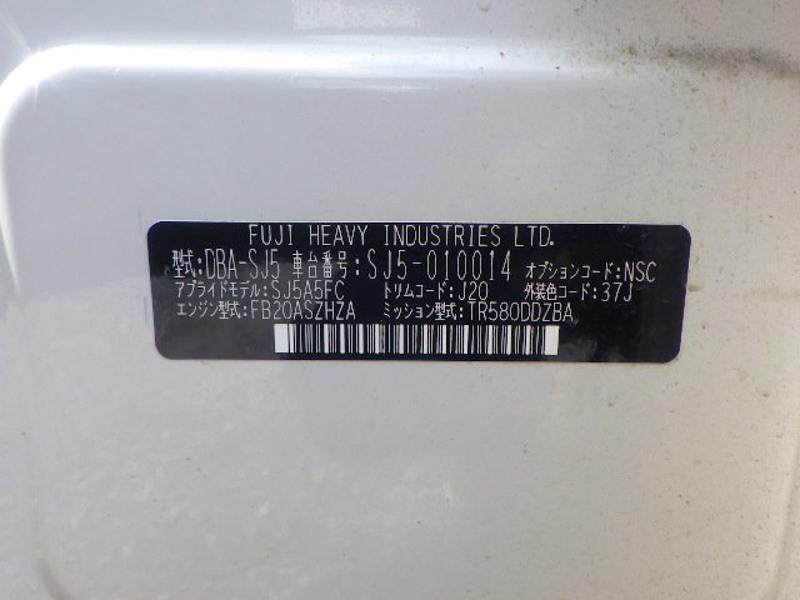 FUJI HEAVY INDUSTRIES LTD.
型式:DBA-SJ5 車台番号:SJ5-010014 オプションコード:NSC
アプライドモデル:SJ5A5FC トリムコード:J20 外装色コード:37J
エンジン型式:FB20ASZHZA ミッション型式:TR580DDZBA